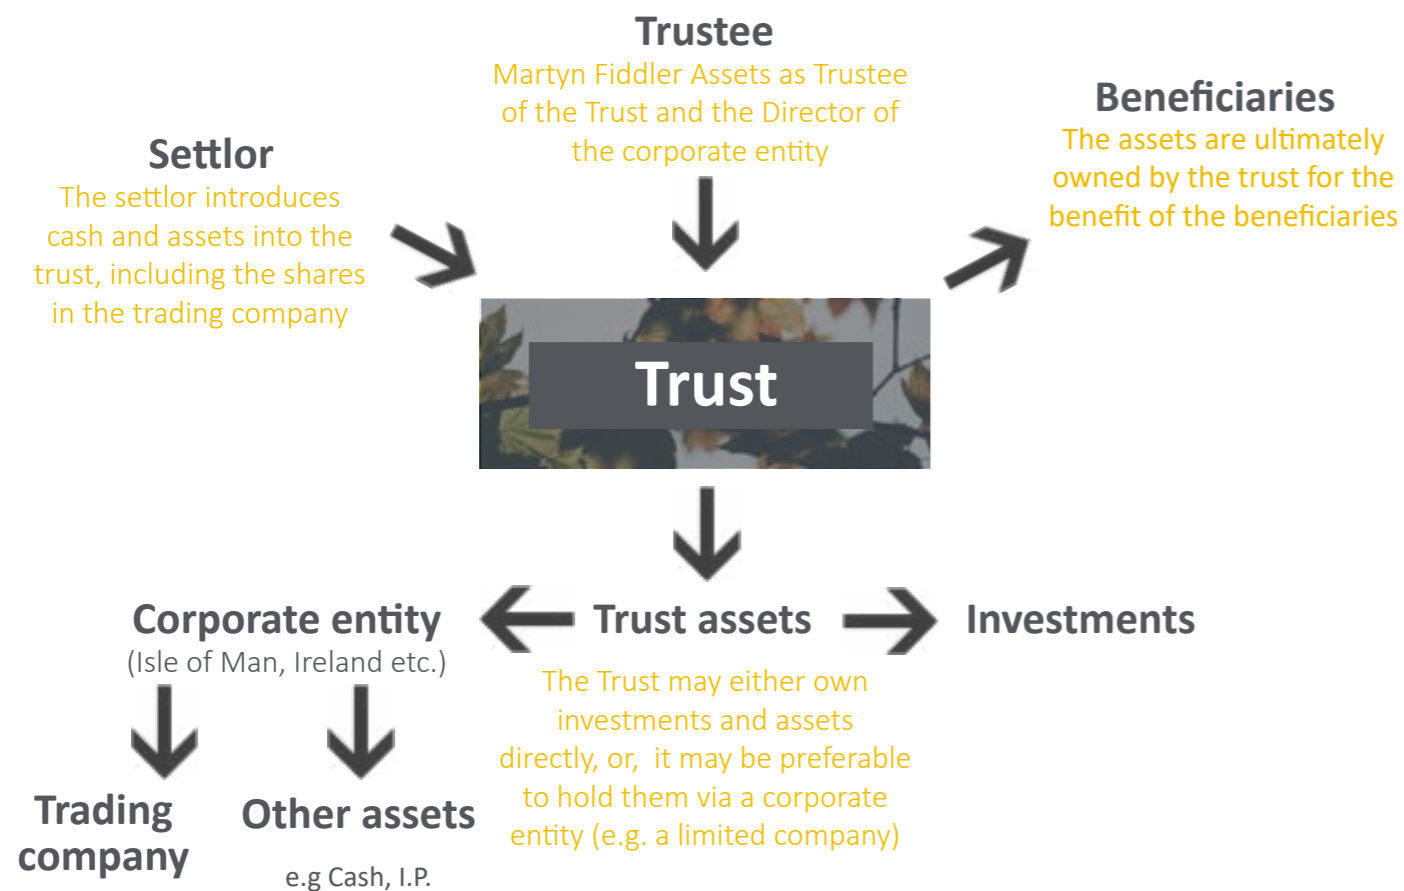 Trustee
Martyn Fiddler Assets as Trustee
of the Trust and the Director of
the corporate entity
Beneficiaries
The assets are ultimately
owned by the trust for the
benefit of the beneficiaries
Settlor
The settlor introduces
cash and assets into the
trust, including the shares
in the trading company
Trust
Corporate entity
(Isle of Man, Ireland etc.)
Trust assets
Investments
The Trust may either own
investments and assets
directly, or,  it may be preferable
to hold them via a corporate
entity (e.g. a limited company)
Trading
company
Other assets
e.g Cash, I.P.